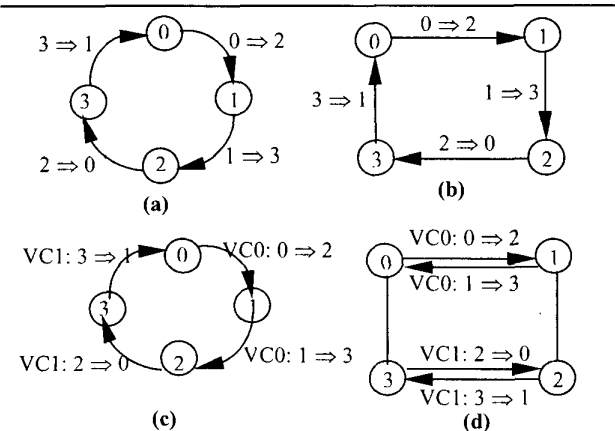 0
3 ⇒ 1
0 ⇒ 2
3
1
2 ⇒ 0
2
1 ⇒ 3
(a)
0 ⇒ 2
0
1
3 ⇒ 1
1 ⇒ 3
2 ⇒ 0
3
2
(b)
0
VC1: 3 ⇒ 1
VC0: 0 ⇒ 2
3
1
VC1: 2 ⇒ 0
2
VC0: 1 ⇒ 3
(c)
VC0: 0 ⇒ 2
0
1
VC0: 1 ⇒ 3
VC1: 2 ⇒ 0
3
2
VC1: 3 ⇒ 1
(d)